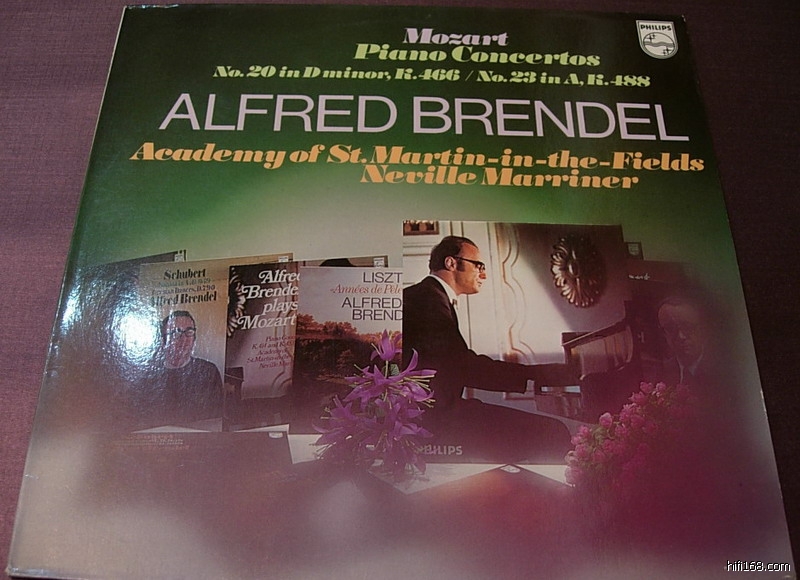 Mozart
PHILIPS
Piano Concertos
No. 20 in D minor, K.466 / No. 23 in A, K.488
ALFRED BRENDEL
Academy of St. Martin-in-the-Fields
Neville Marriner
Schubert
Alfred Brendel
Alfred
Brendel
plays
Mozart
Neville
LISZT
Années de
ALFRED
BREND
PHILIPS
hifi168.com